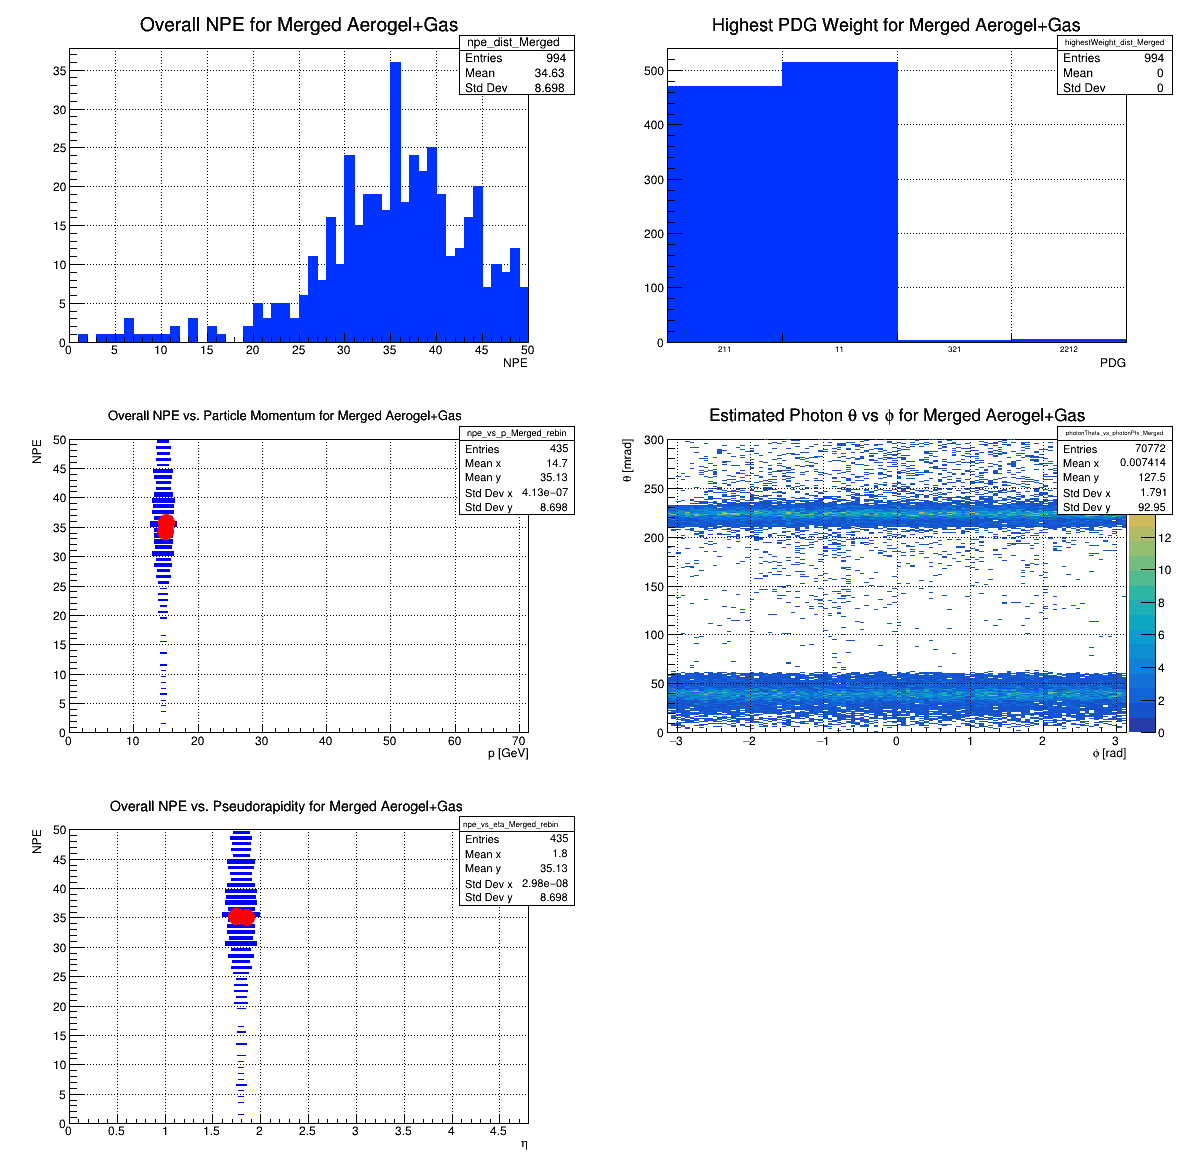 Overall NPE for Merged Aerogel+Gas
npe_dist_Merged
Entries 994
Mean 34.63
Std Dev 8.698
35
30
25
20
15
10
5
0
0 5 10 15 20 25 30 35 40 45 50
NPE
Highest PDG Weight for Merged Aerogel+Gas
highestWeight_dist_Merged
Entries 994
Mean 0
Std Dev 0
500
400
300
200
100
0
211 11 321 2212
PDG
Overall NPE vs. Particle Momentum for Merged Aerogel+Gas
npe_vs_p_Merged_rebin
Entries 435
Mean x 14.7
Mean y 35.13
Std Dev x 4.13e−07
Std Dev y 8.698
NPE
50
45
40
35
30
25
20
15
10
5
0
0 10 20 30 40 50 60 70
p [GeV]
Estimated Photon θ vs ϕ for Merged Aerogel+Gas
photonTheta_vs_photonPhi_Merged
Entries 70772
Mean x 0.007414
Mean y 127.5
Std Dev x 1.791
Std Dev y 92.95
θ [mrad]
300
250
200
150
100
50
0
−3 −2 −1 0 1 2 3
ϕ [rad]
12
10
8
6
4
2
0
Overall NPE vs. Pseudorapidity for Merged Aerogel+Gas
npe_vs_eta_Merged_rebin
Entries 435
Mean x 1.8
Mean y 35.13
Std Dev x 2.98e−08
Std Dev y 8.698
NPE
50
45
40
35
30
25
20
15
10
5
0
0 0.5 1 1.5 2 2.5 3 3.5 4 4.5
η